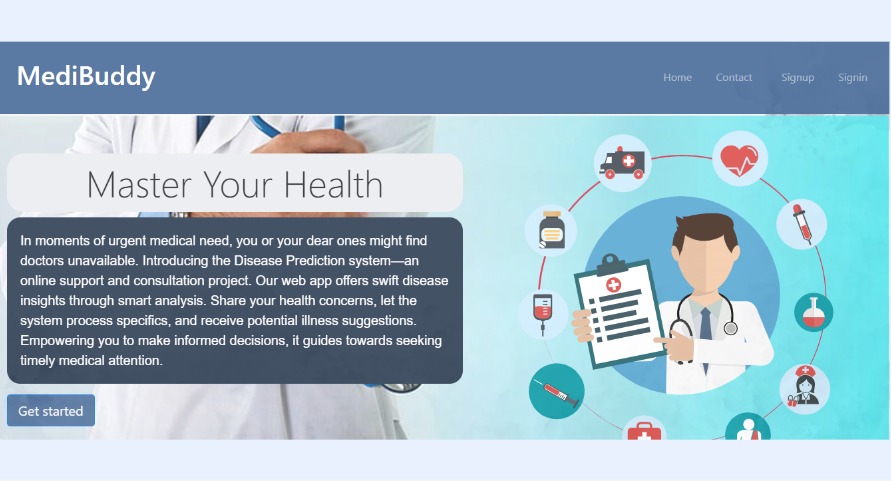 MediBuddy
Home Contact Signup Signin
Master Your Health
In moments of urgent medical need, you or your dear ones might find
doctors unavailable. Introducing the Disease Prediction system—an
online support and consultation project. Our web app offers swift disease
insights through smart analysis. Share your health concerns, let the
system process specifics, and receive potential illness suggestions.
Empowering you to make informed decisions, it guides towards seeking
timely medical attention.
Get started